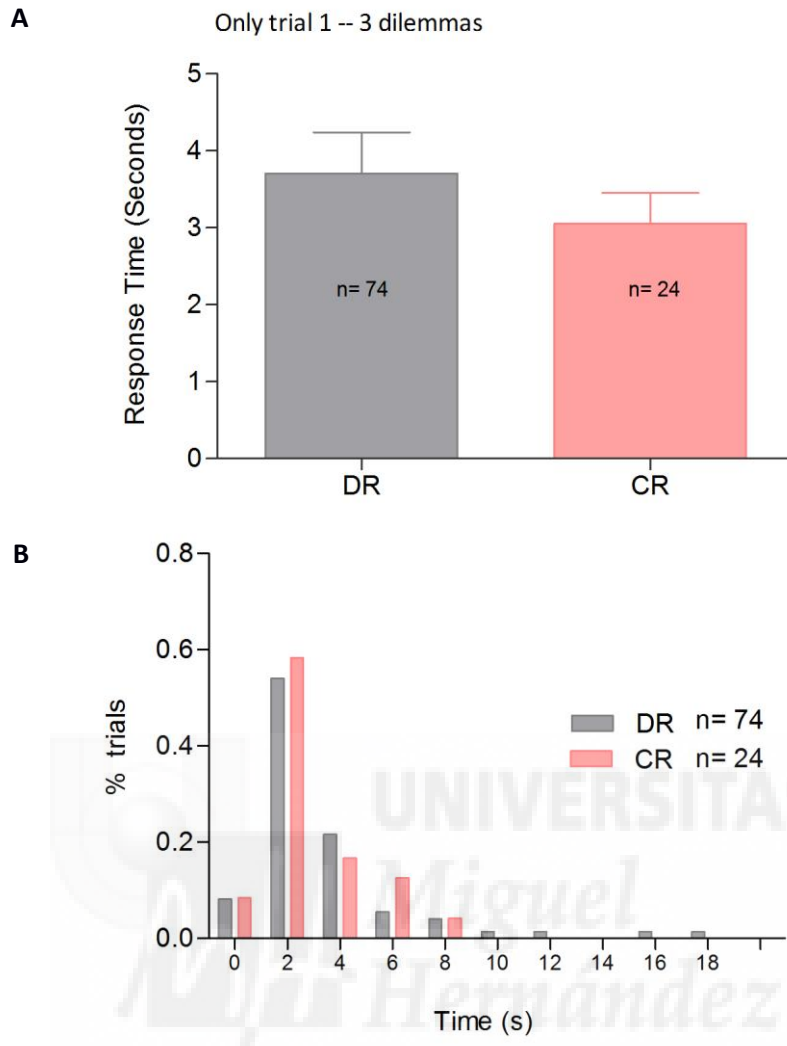 A
Only trial 1 -- 3 dilemmas
Response Time (Seconds)
5
4
3
2
1
0
n= 74
n= 24
DR
CR
B
% trials
0.8
0.6
0.4
0.2
0.0
DR n= 74
CR n= 24
UNIVERSITA
Miguel
Hernández
0 2 4 6 8 10 12 14 16 18
Time (s)